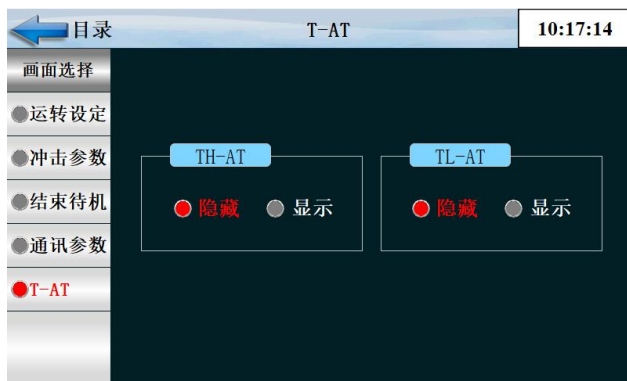 目录
T-AT
10:17:14
画面选择
运转设定
冲击参数
结束待机
通讯参数
T-AT
TH-AT
隐藏 显示
TL-AT
隐藏 显示